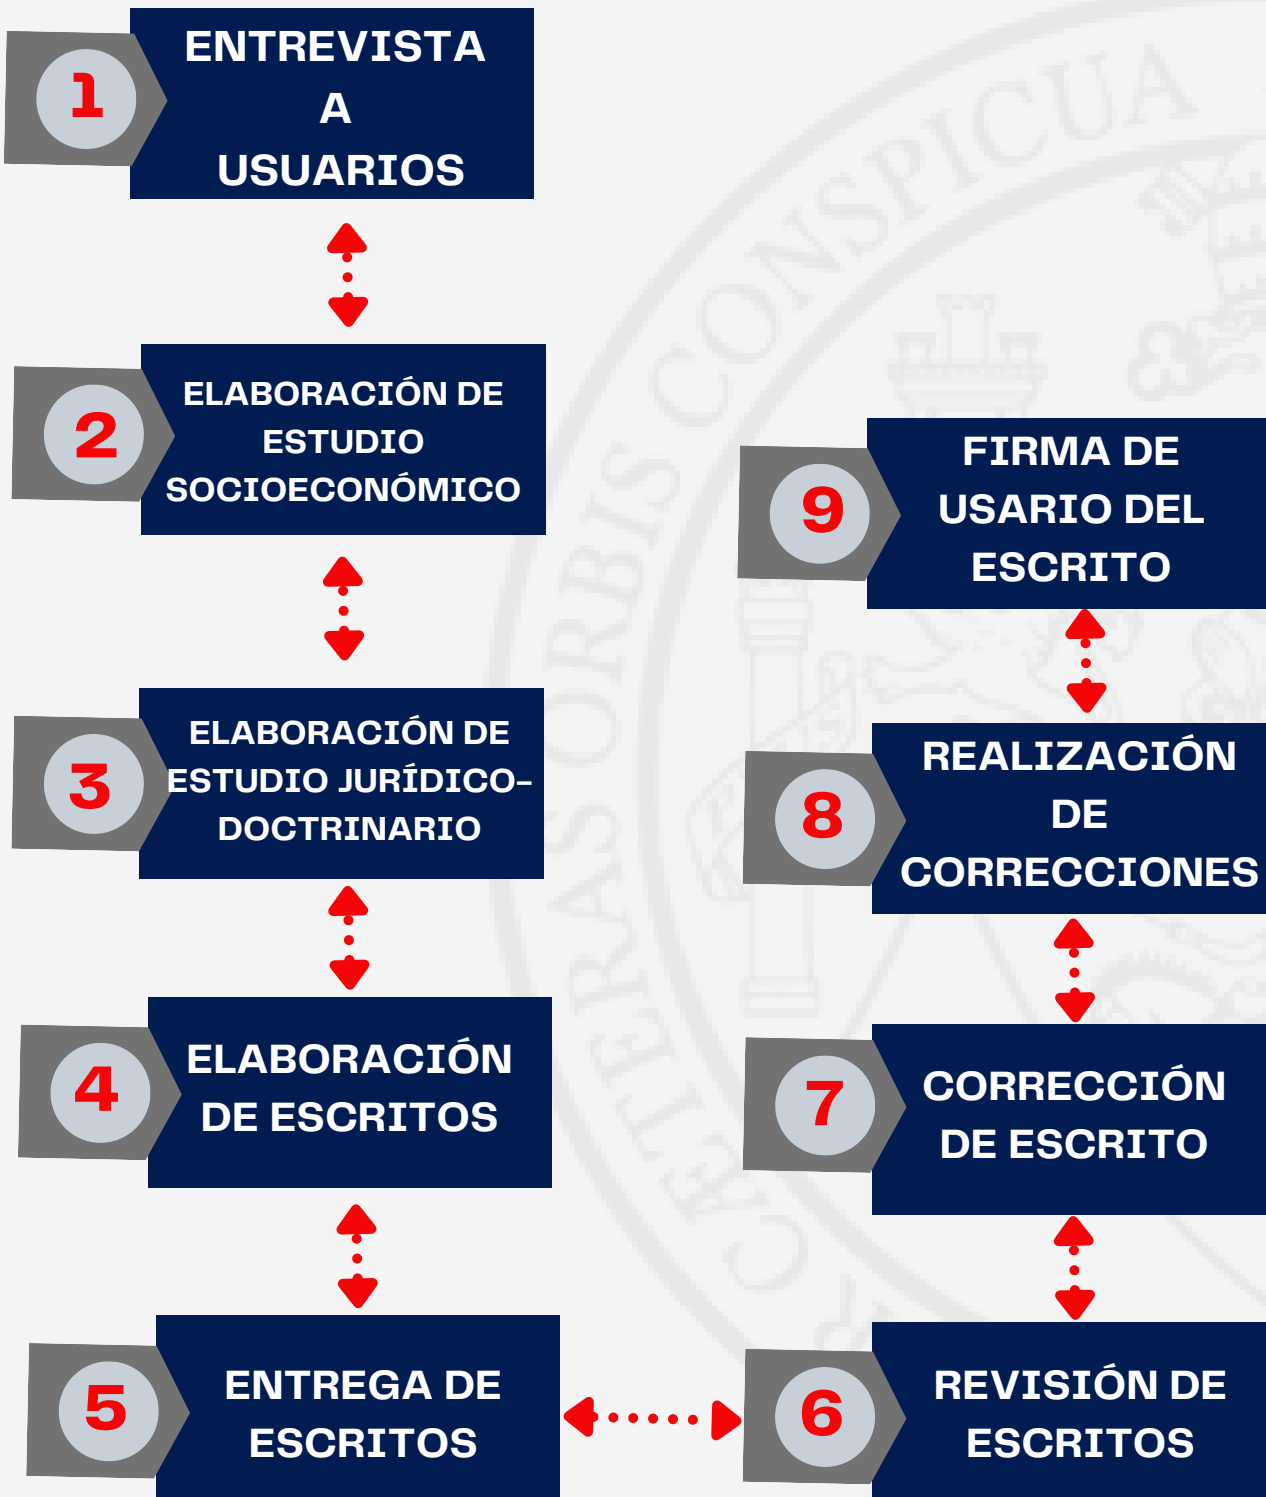 1
ENTREVISTA
A
USUARIOS
2
ELABORACIÓN DE
ESTUDIO
SOCIOECONÓMICO
3
ELABORACIÓN DE
ESTUDIO JURÍDICO-
DOCTRINARIO
4
ELABORACIÓN
DE ESCRITOS
5
ENTREGA DE
ESCRITOS
6
REVISIÓN DE
ESCRITOS
7
CORRECCIÓN
DE ESCRITO
8
REALIZACIÓN
DE
CORRECCIONES
9
FIRMA DE
USARIO DEL
ESCRITO
CÆTERAS ORBIS CONSPICUA